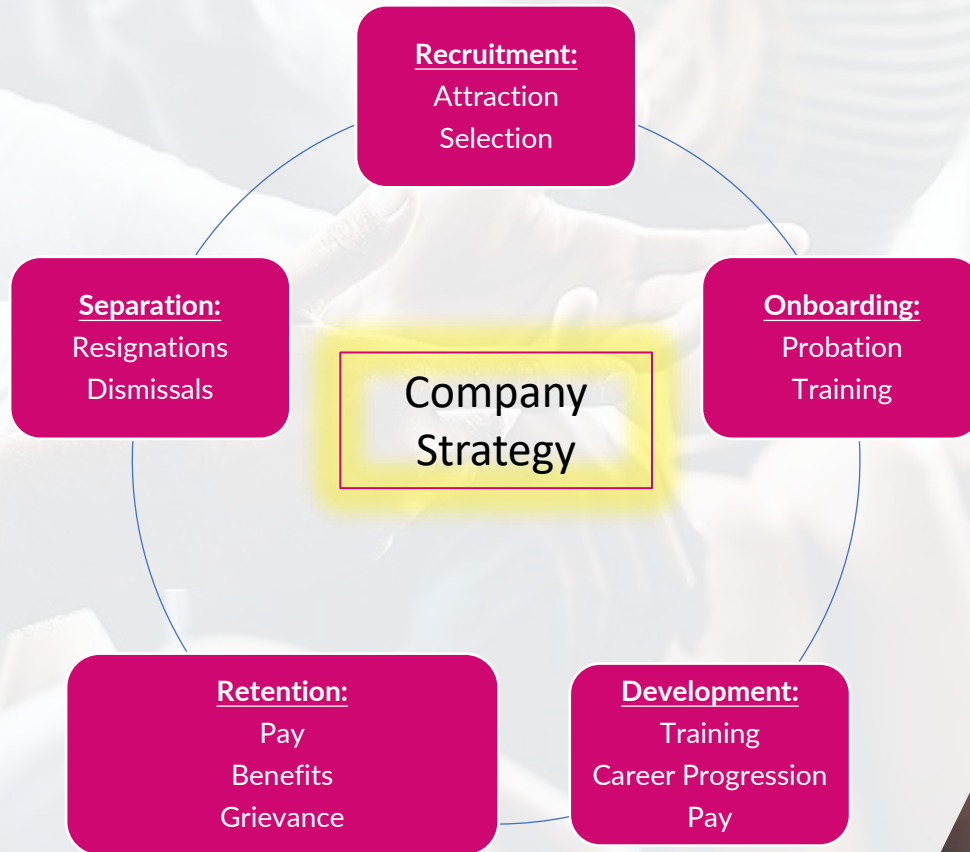 Recruitment:
Attraction
Selection
Onboarding:
Probation
Training
Development:
Training
Career Progression
Pay
Retention:
Pay
Benefits
Grievance
Separation:
Resignations
Dismissals
Company
Strategy